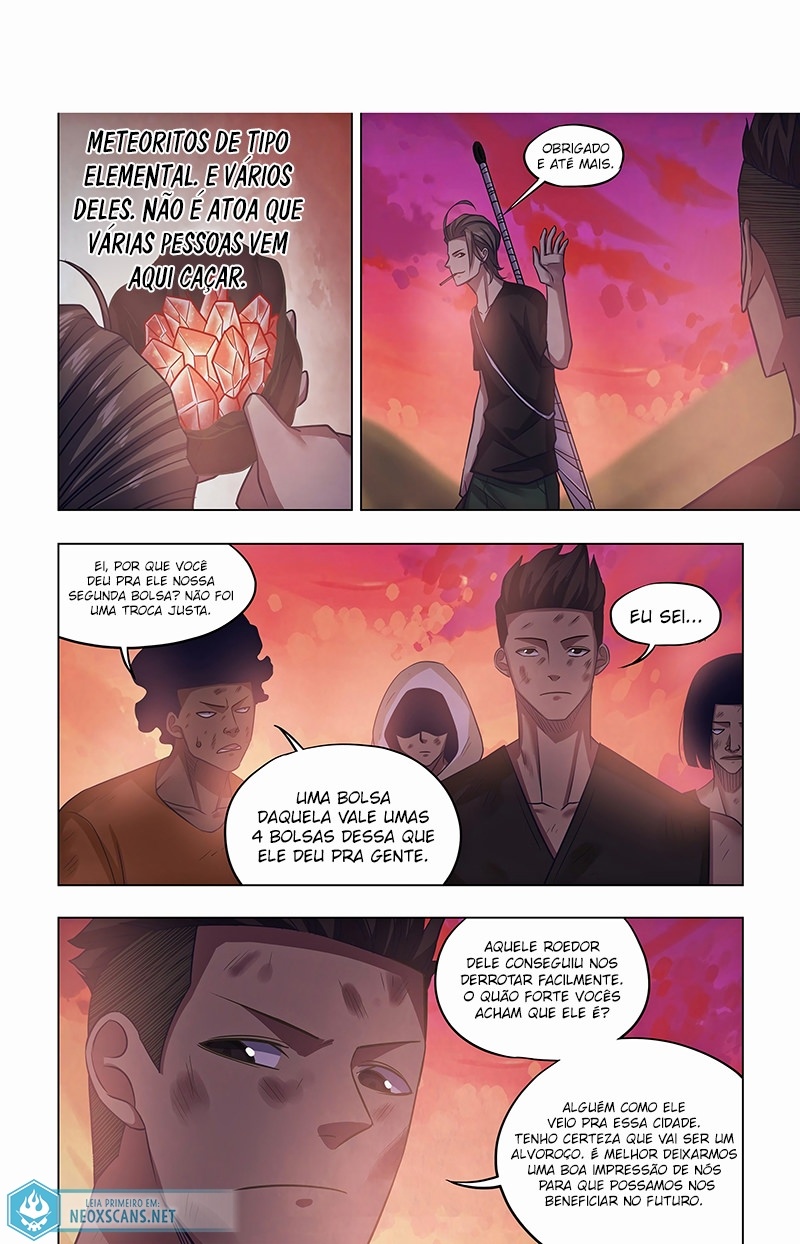 METEORITOS DE TIPO
ELEMENTAL. E VÁRIOS
DELES. NÃO É ATOA QUE
VÁRIAS PESSOAS VEM
AQUI CAÇAR.
OBRIGADO
E ATÉ MAIS.
EI, POR QUE VOCÊ
DEU PRA ELE NOSSA
SEGUNDA BOLSA? NÃO FOI
UMA TROCA JUSTA.
EU SEI...
UMA BOLSA
DAQUELA VALE UMAS
4 BOLSAS DESSA QUE
ELE DEU PRA GENTE.
AQUELE ROEDOR
DELE CONSEGUIU NOS
DERROTAR FACILMENTE.
O QUÃO FORTE VOCÊS
ACHAM QUE ELE É?
ALGUÉM COMO ELE
VEIO PRA ESSA CIDADE.
TENHO CERTEZA QUE VAI SER UM
ALVOROÇO. É MELHOR DEIXARMOS
UMA BOA IMPRESSÃO DE NÓS
PARA QUE POSSAMOS NOS
BENEFICIAR NO FUTURO.
LEIA PRIMEIRO EM:
NEOXSCANS.NET